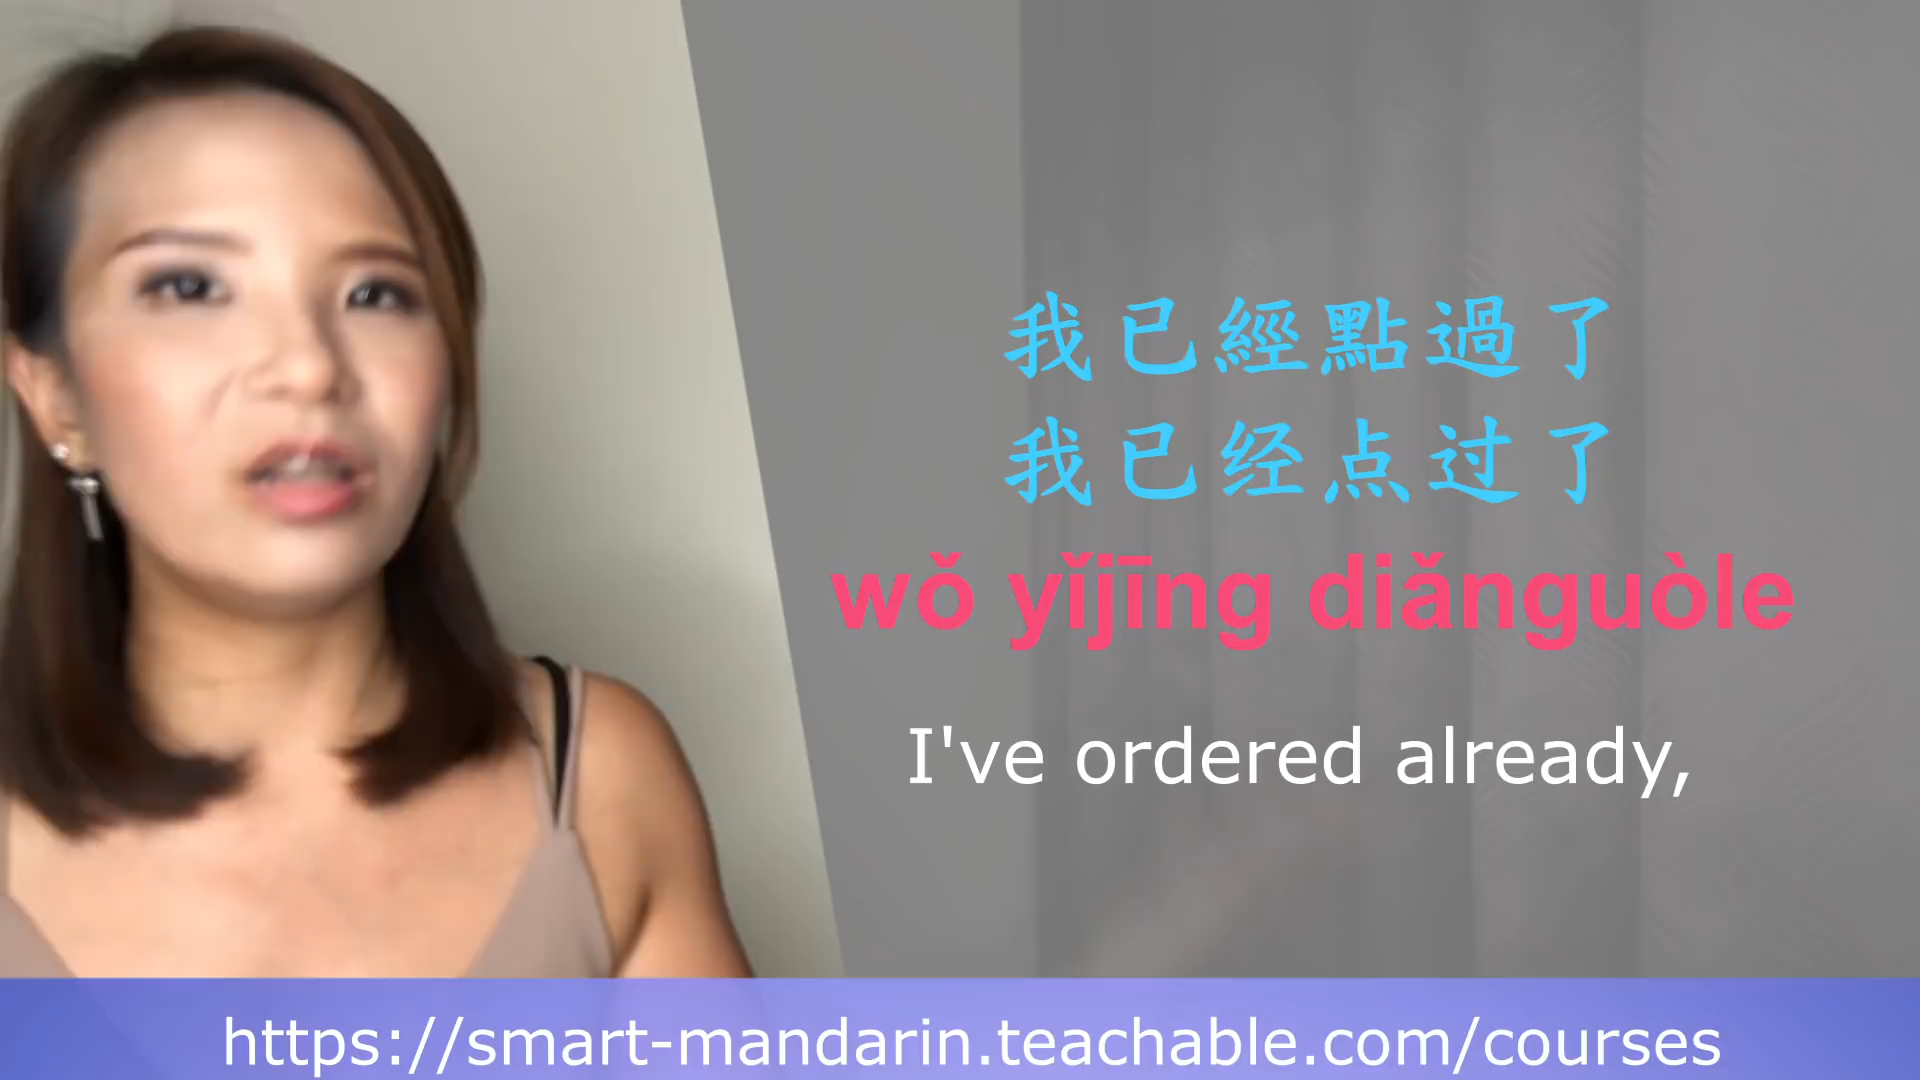 我已經點過了
我已经点过了
wǒ yǐjīng diǎnguòle
I've ordered already,
https://smart-mandarin.teachable.com/courses